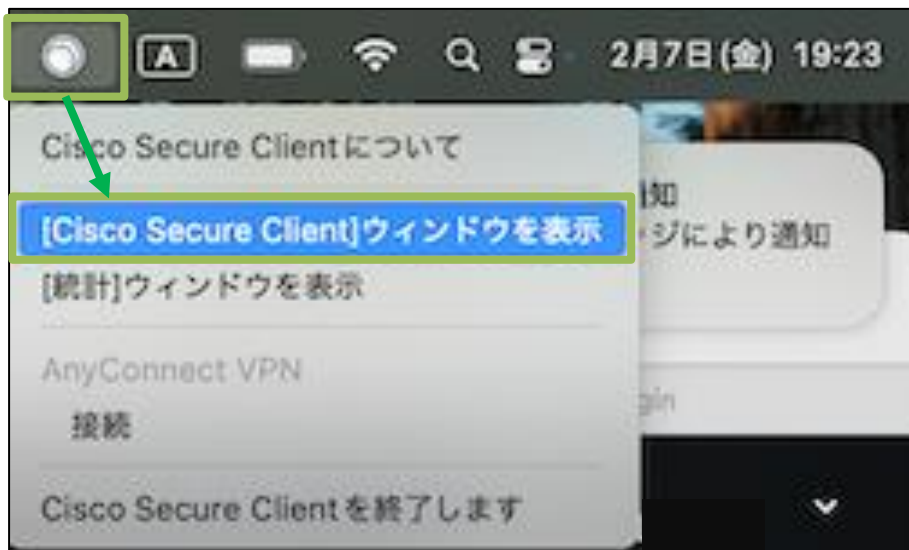 A
2月7日(金) 19:23
Cisco Secure Clientについて
[Cisco Secure Client]ウィンドウを表示
[統計]ウィンドウを表示
AnyConnect VPN
接続
Cisco Secure Clientを終了します
ジにより通知